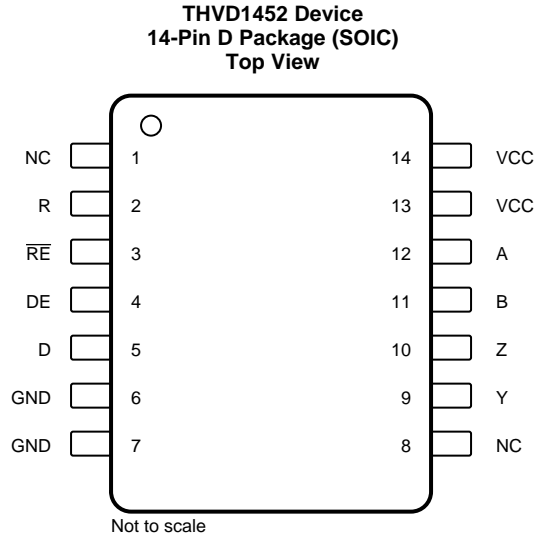 THVD1452 Device
14-Pin D Package (SOIC)
Top View
NC 1 14 VCC
R 2 13 VCC
R̅E̅ 3 12 A
DE 4 11 B
D 5 10 Z
GND 6 9 Y
GND 7 8 NC
Not to scale